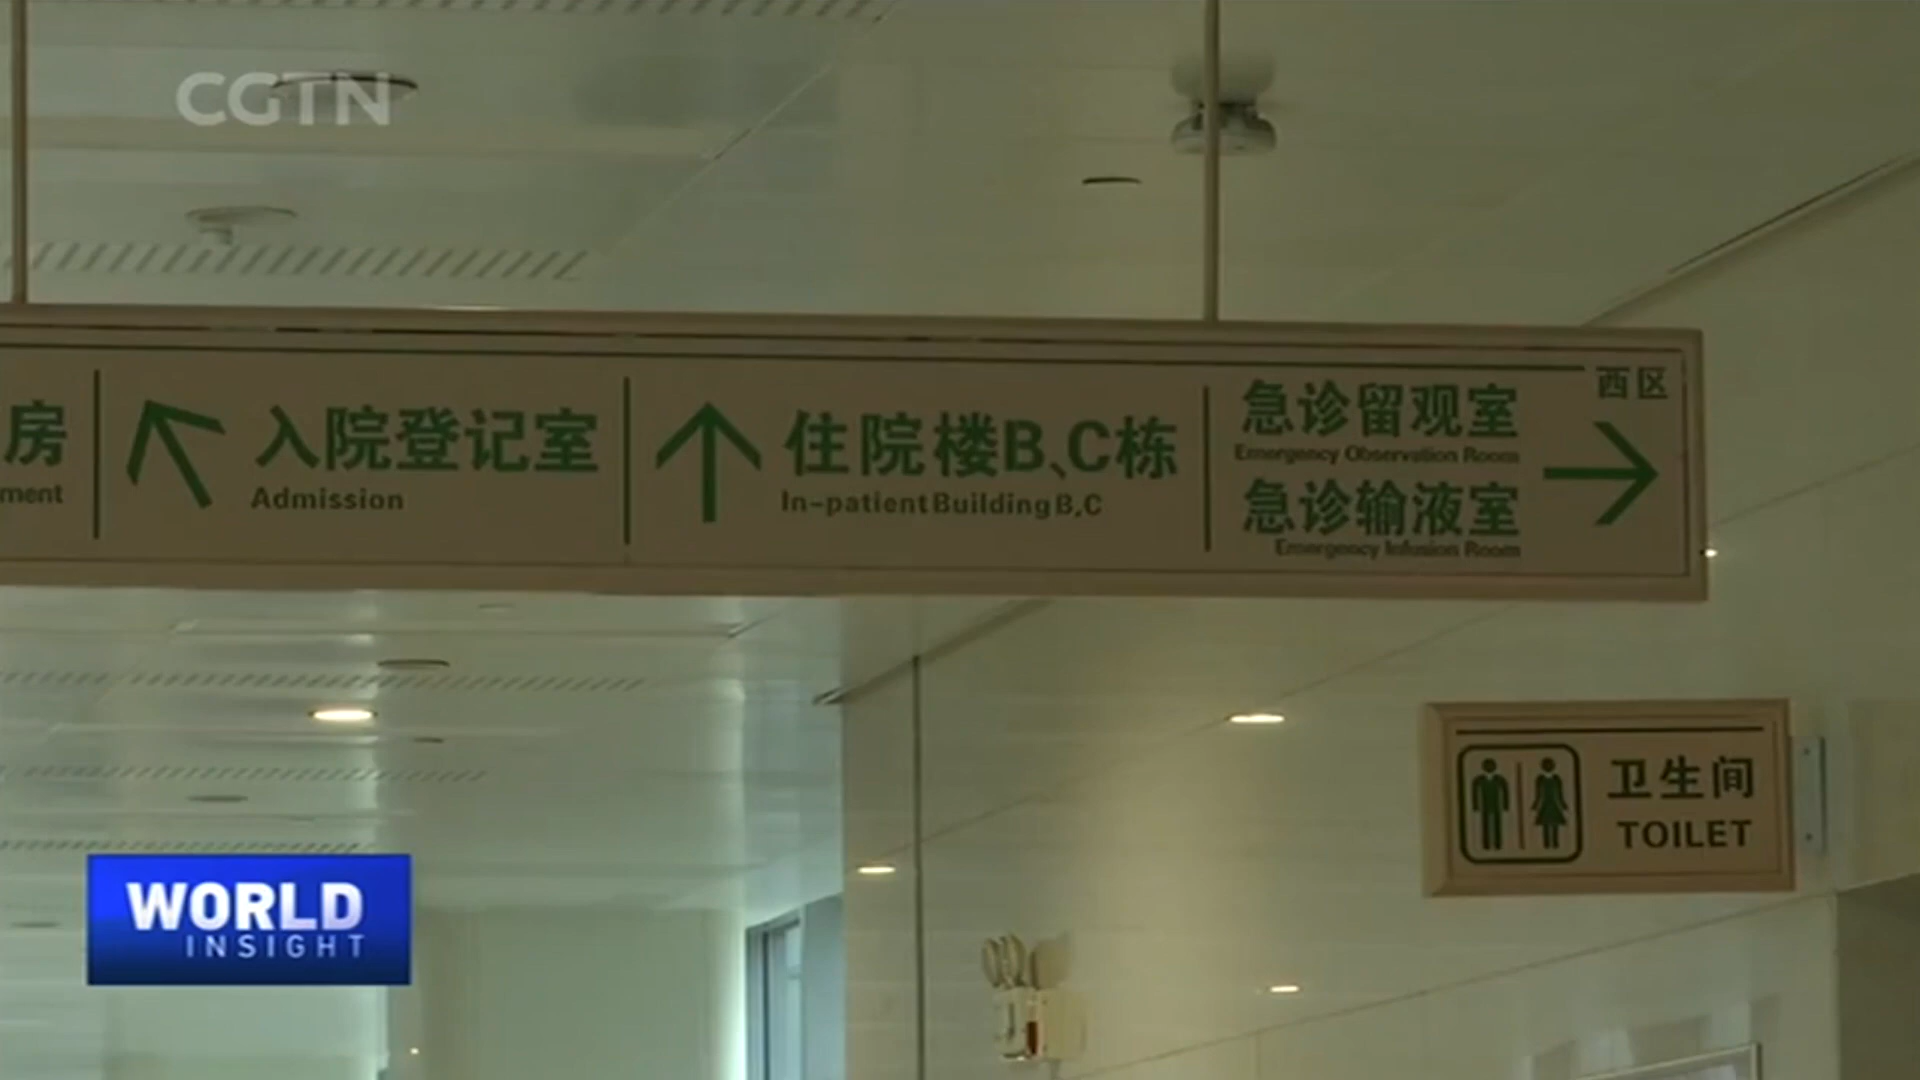 CGTN
西区
房
ment
入院登记室
Admission
住院楼B、C栋
In-patient Building B,C
急诊留观室
Emergency Observation Room
急诊输液室
Emergency Infusion Room
卫生间
TOILET
WORLD
INSIGHT